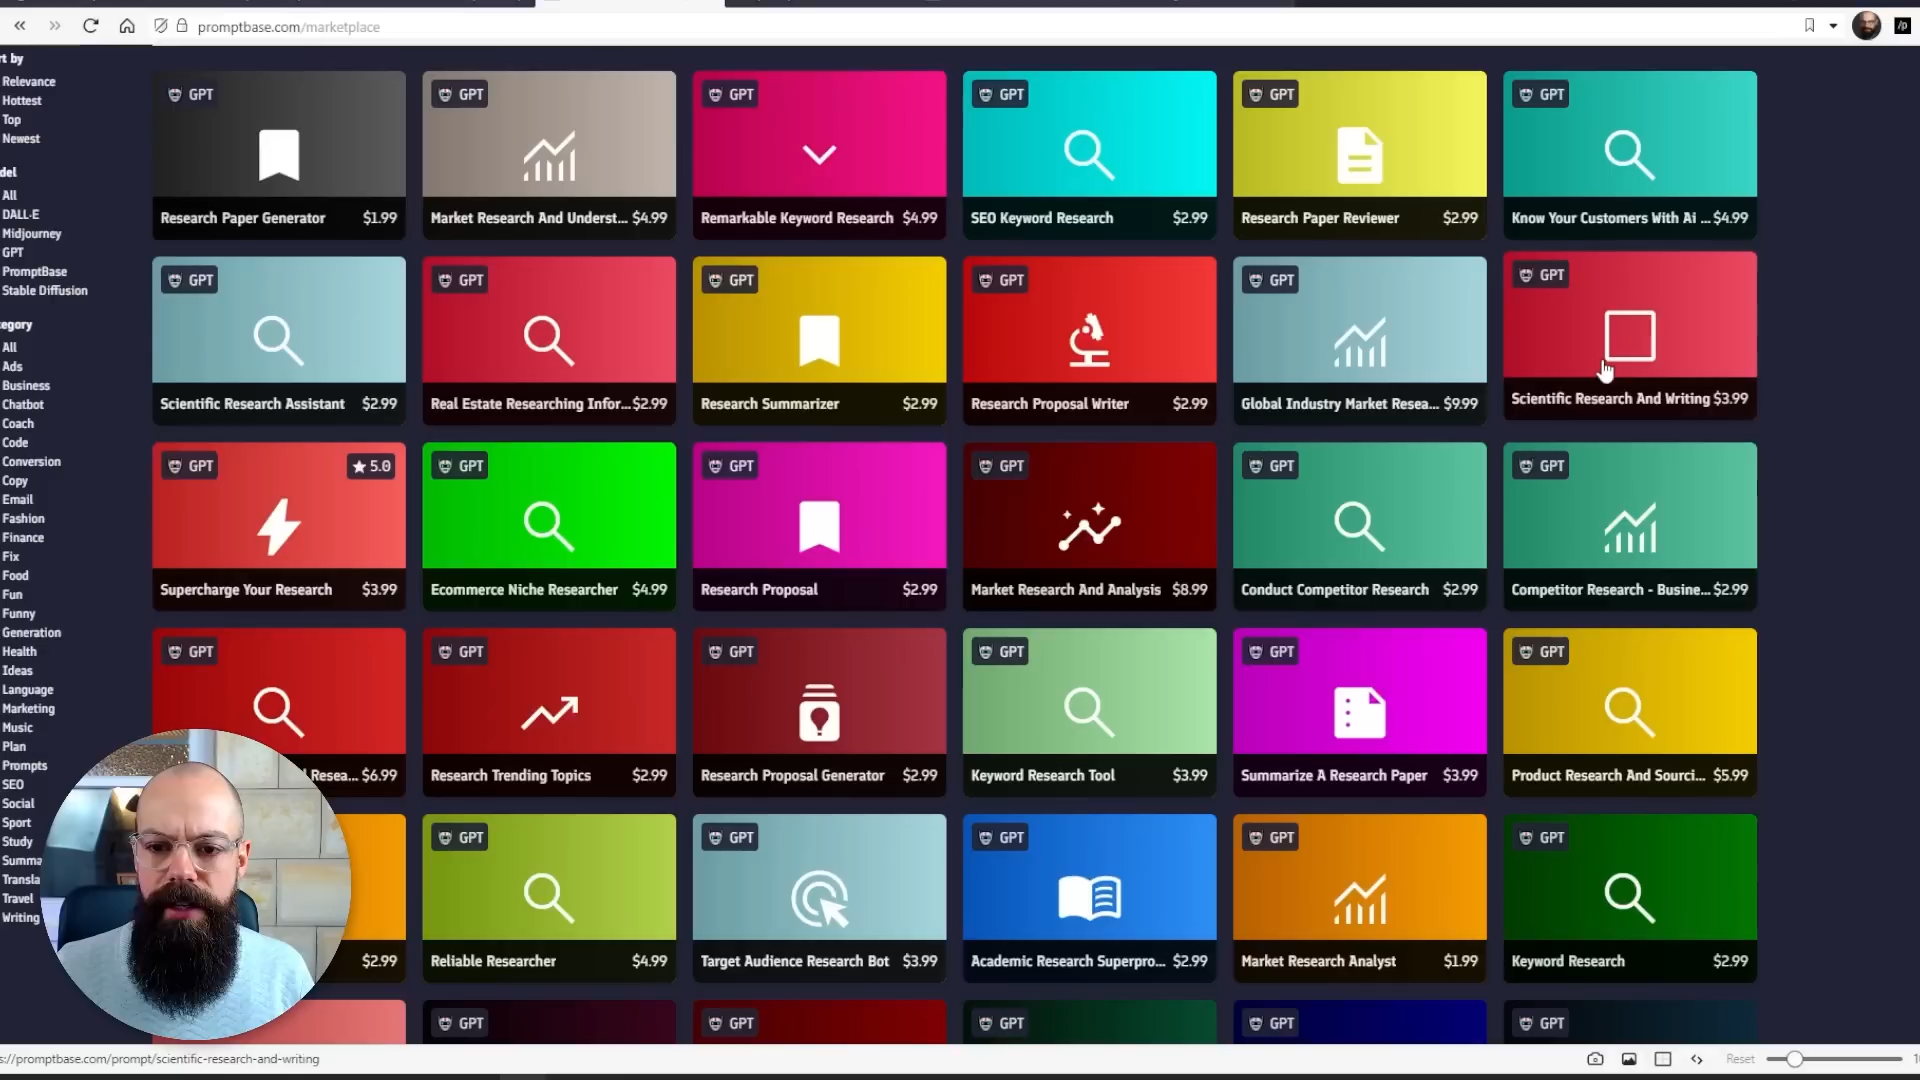 promptbase.com/marketplace
/p
rt by
Relevance
Hottest
Top
Newest
del
All
DALL·E
Midjourney
GPT
PromptBase
Stable Diffusion
egory
All
Ads
Business
Chatbot
Coach
Code
Conversion
Copy
Email
Fashion
Finance
Fix
Food
Fun
Funny
Generation
Health
Ideas
Language
Marketing
Music
Plan
Prompts
SEO
Social
Sport
Study
Summa
Transla
Travel
Writing
GPT
Research Paper Generator $1.99
GPT
Market Research And Underst... $4.99
GPT
Remarkable Keyword Research $4.99
GPT
SEO Keyword Research $2.99
GPT
Research Paper Reviewer $2.99
GPT
Know Your Customers With Ai ... $4.99
GPT
Scientific Research Assistant $2.99
GPT
Real Estate Researching Infor... $2.99
GPT
Research Summarizer $2.99
GPT
Research Proposal Writer $2.99
GPT
Global Industry Market Resea... $9.99
GPT
Scientific Research And Writing $3.99
GPT 5.0
Supercharge Your Research $3.99
GPT
Ecommerce Niche Researcher $4.99
GPT
Research Proposal $2.99
GPT
Market Research And Analysis $8.99
GPT
Conduct Competitor Research $2.99
GPT
Competitor Research - Busine... $2.99
GPT
l Resea... $6.99
GPT
Research Trending Topics $2.99
GPT
Research Proposal Generator $2.99
GPT
Keyword Research Tool $3.99
GPT
Summarize A Research Paper $3.99
GPT
Product Research And Sourci... $5.99
$2.99
GPT
Reliable Researcher $4.99
GPT
Target Audience Research Bot $3.99
GPT
Academic Research Superpro... $2.99
GPT
Market Research Analyst $1.99
GPT
Keyword Research $2.99
GPT
GPT
GPT
GPT
GPT
s://promptbase.com/prompt/scientific-research-and-writing
Reset